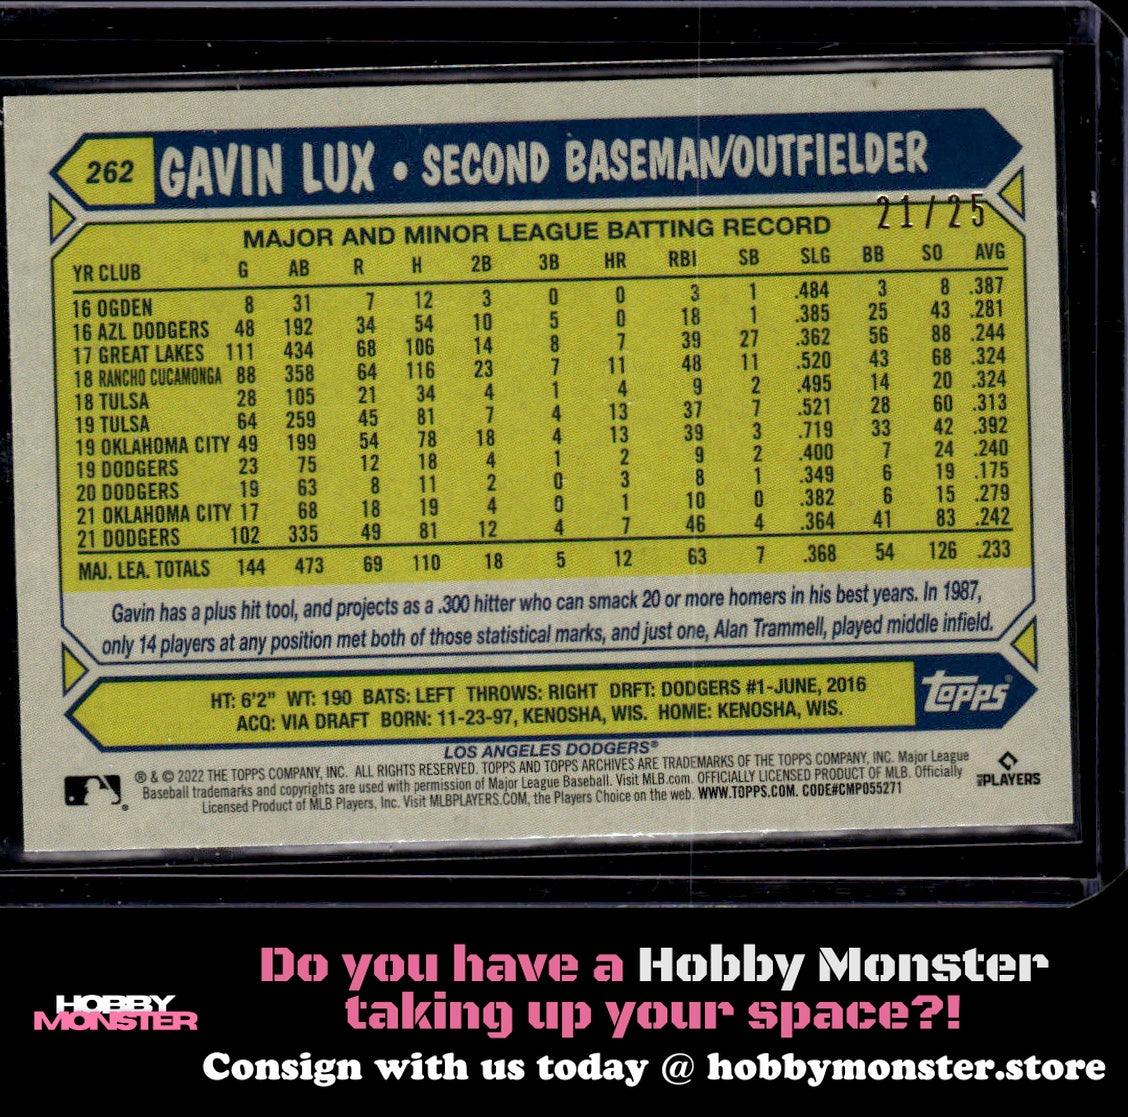 262 GAVIN LUX • SECOND BASEMAN/OUTFIELDER
21/25
MAJOR AND MINOR LEAGUE BATTING RECORD
YR CLUB G AB R H 2B 3B HR RBI SB SLG BB SO AVG
16 OGDEN 8 31 7 12 3 0 0 3 1 .484 3 8 .387
16 AZL DODGERS 48 192 34 54 10 5 0 18 1 .385 25 43 .281
17 GREAT LAKES 111 434 68 106 14 8 7 39 27 .362 56 88 .244
18 RANCHO CUCAMONGA 88 358 64 116 23 7 11 48 11 .520 43 68 .324
18 TULSA 28 105 21 34 4 1 4 9 2 .495 14 20 .324
19 TULSA 64 259 45 81 7 4 13 37 7 .521 28 60 .313
19 OKLAHOMA CITY 49 199 54 78 18 4 13 39 3 .719 33 42 .392
19 DODGERS 23 75 12 18 4 1 2 9 2 .400 7 24 .240
20 DODGERS 19 63 8 11 2 0 3 8 1 .349 6 19 .175
21 OKLAHOMA CITY 17 68 18 19 4 0 1 10 0 .382 6 15 .279
21 DODGERS 102 335 49 81 12 4 7 46 4 .364 41 83 .242
MAJ. LEA. TOTALS 144 473 69 110 18 5 12 63 7 .368 54 126 .233
Gavin has a plus hit tool, and projects as a .300 hitter who can smack 20 or more homers in his best years. In 1987,
only 14 players at any position met both of those statistical marks, and just one, Alan Trammell, played middle infield.
HT: 6'2" WT: 190 BATS: LEFT THROWS: RIGHT DRFT: DODGERS #1-JUNE, 2016
ACQ: VIA DRAFT BORN: 11-23-97, KENOSHA, WIS. HOME: KENOSHA, WIS.
topps®
LOS ANGELES DODGERS®
® & © 2022 THE TOPPS COMPANY, INC. ALL RIGHTS RESERVED. TOPPS AND TOPPS ARCHIVES ARE TRADEMARKS OF THE TOPPS COMPANY, INC. Major League
Baseball trademarks and copyrights are used with permission of Major League Baseball. Visit MLB.com. OFFICIALLY LICENSED PRODUCT OF MLB. Officially
Licensed Product of MLB Players, Inc. Visit MLBPLAYERS.COM, the Players Choice on the web. WWW.TOPPS.COM. CODE#CMP055271
PLAYERS
Do you have a Hobby Monster
taking up your space?!
HOBBY
MONSTER
Consign with us today @ hobbymonster.store